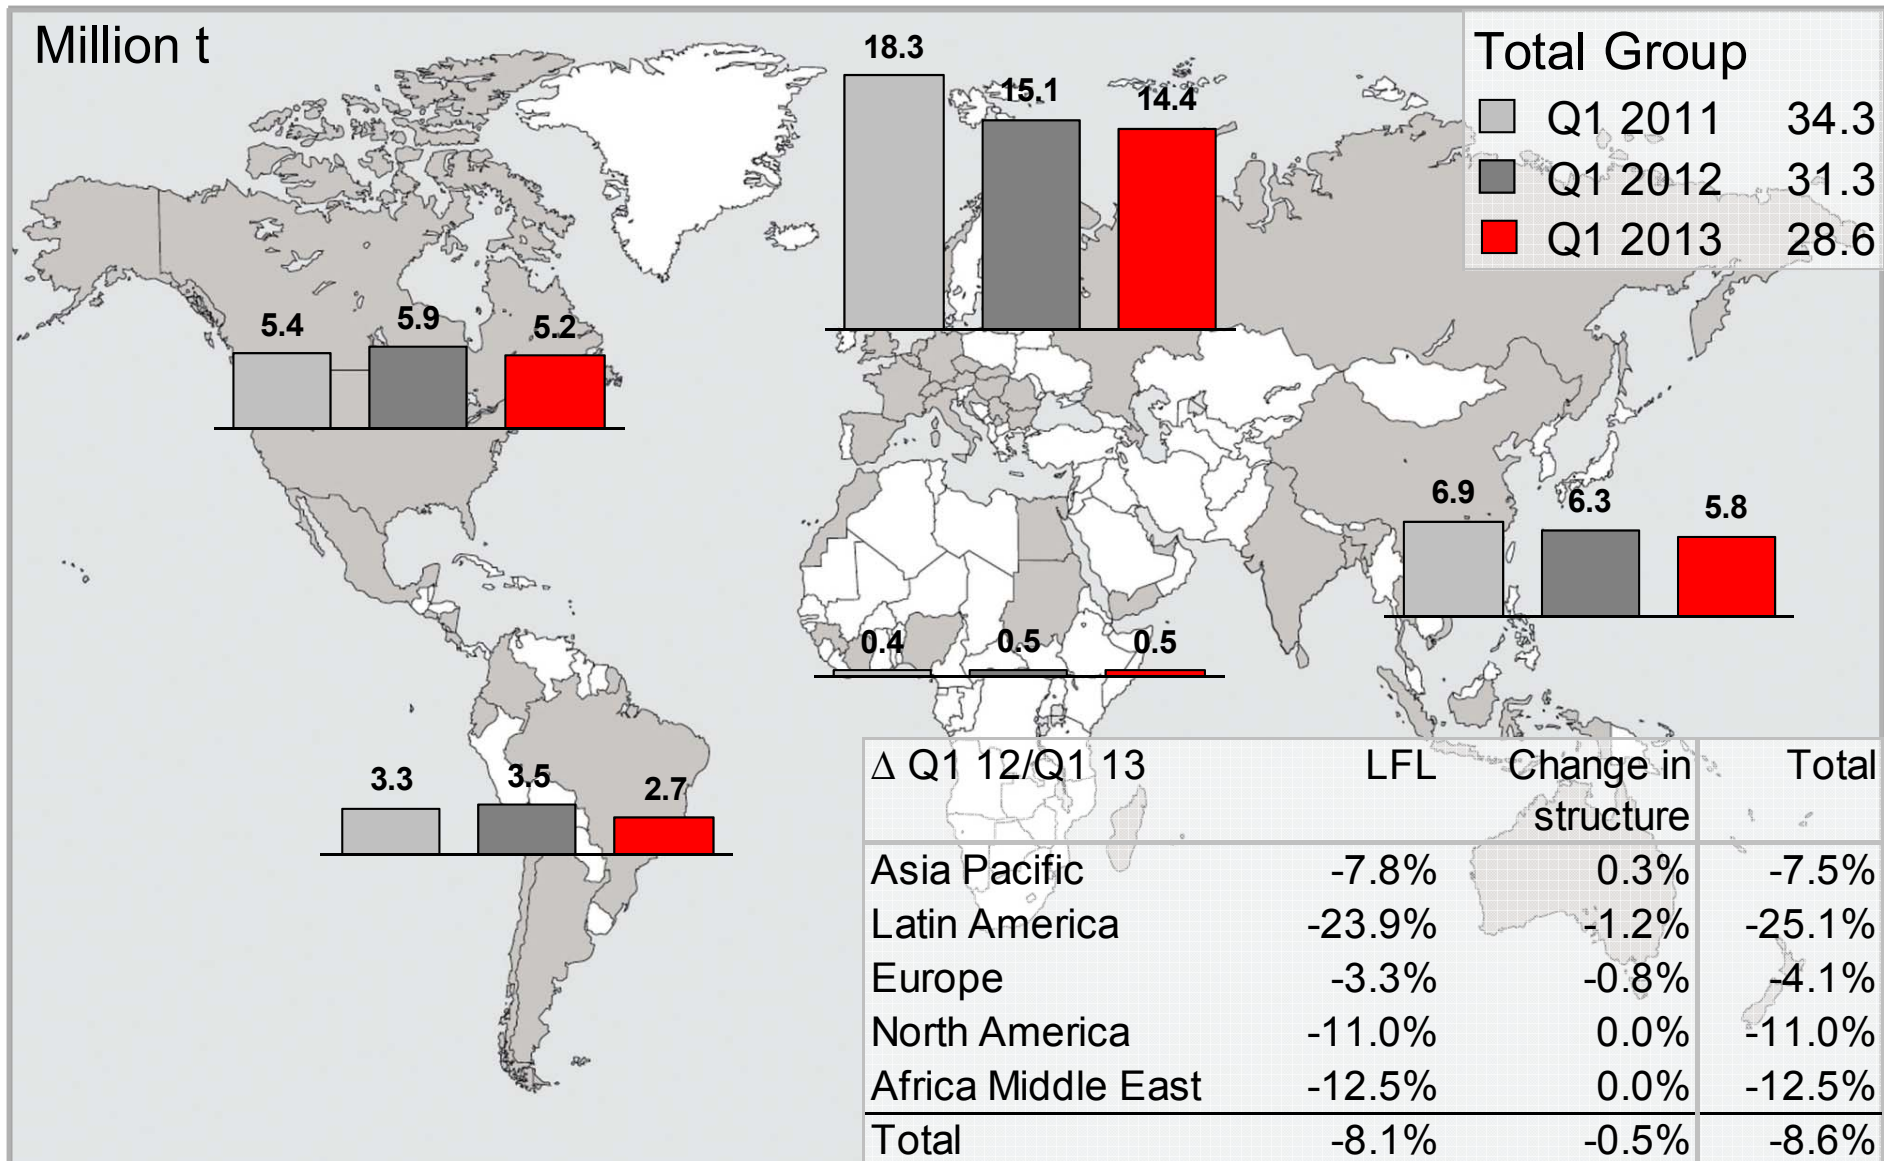 Million t
Total Group
Q1 2011 34.3
Q1 2012 31.3
Q1 2013 28.6
18.3 15.1 14.4
5.4 5.9 5.2
6.9 6.3 5.8
0.4 0.5 0.5
3.3 3.5 2.7
Δ Q1 12/Q1 13 LFL Change in Total
structure
Asia Pacific -7.8% 0.3% -7.5%
Latin America -23.9% -1.2% -25.1%
Europe -3.3% -0.8% -4.1%
North America -11.0% 0.0% -11.0%
Africa Middle East -12.5% 0.0% -12.5%
Total -8.1% -0.5% -8.6%